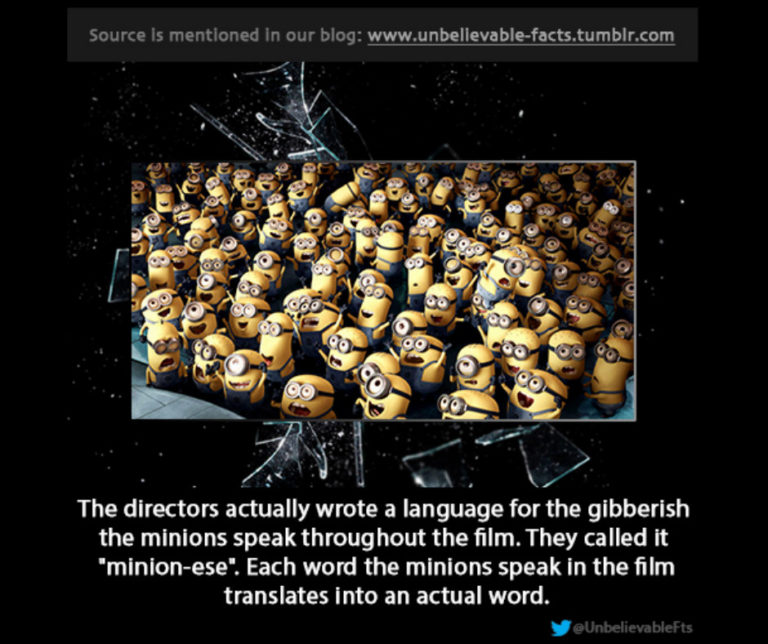 Source is mentioned in our blog: www.unbelievable-facts.tumblr.com
The directors actually wrote a language for the gibberish
the minions speak throughout the film. They called it
"minion-ese". Each word the minions speak in the film
translates into an actual word.
@UnbelievableFts